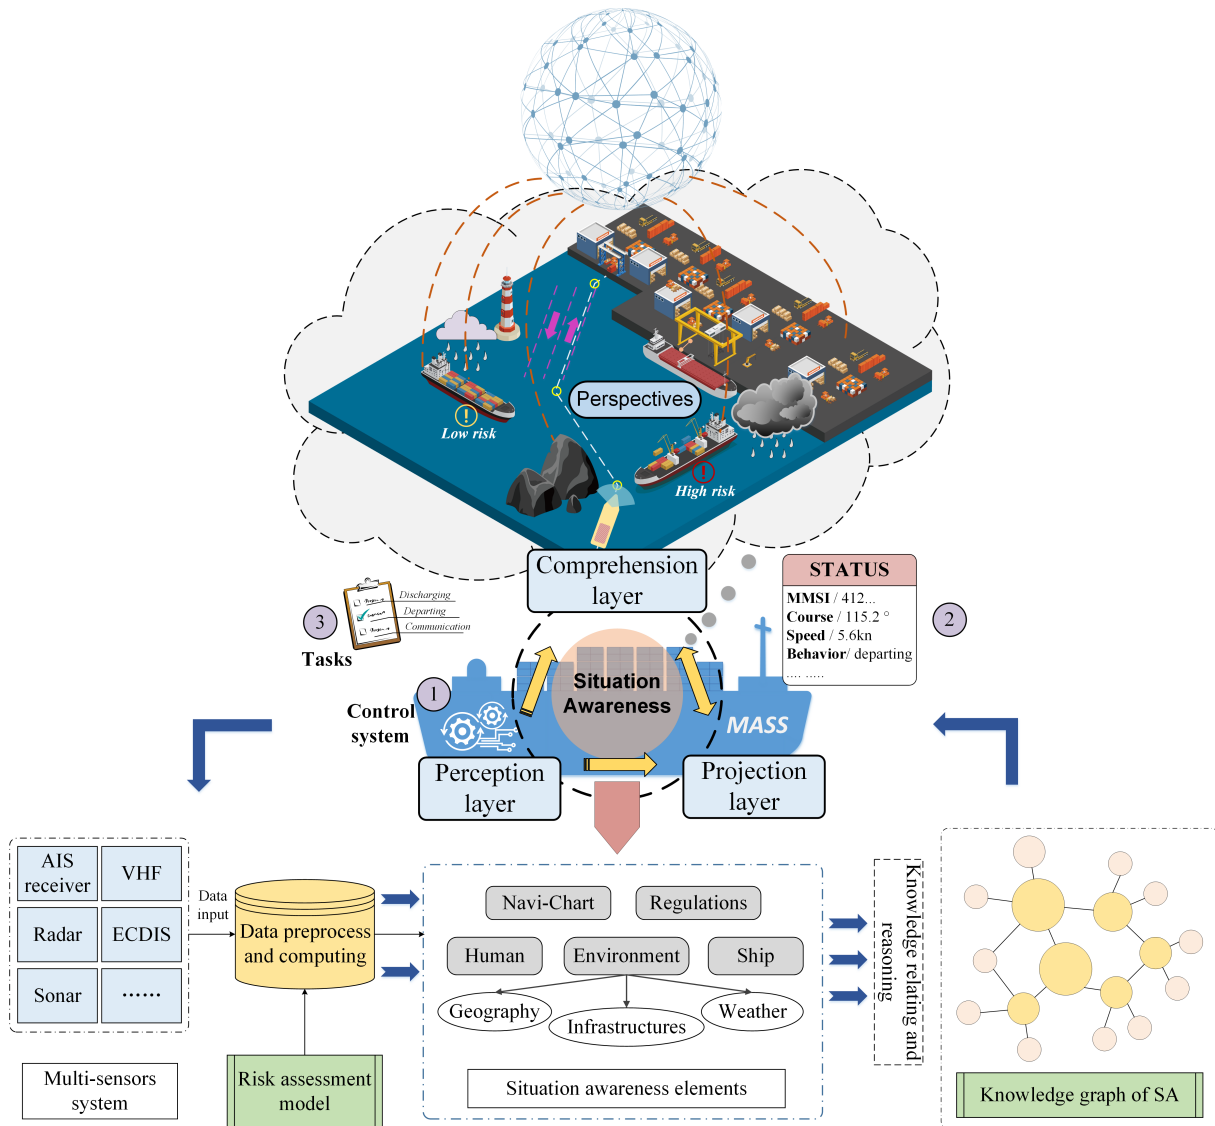 Perspectives
Low risk
High risk
Comprehension
layer
STATUS
MMSI / 412...
Course / 115.2 °
Speed / 5.6kn
Behavior/ departing
.... .....
2
3
Discharging
Departing
Communication
Tasks
1
Control
system
Situation
Awareness
MASS
Perception
layer
Projection
layer
AIS
receiver
VHF
Radar
ECDIS
Sonar
......
Data
input
Data preprocess
and computing
Navi-Chart
Regulations
Human
Environment
Ship
Geography
Infrastructures
Weather
Knowledge relating and
reasoning
Multi-sensors
system
Risk assessment
model
Situation awareness elements
Knowledge graph of SA